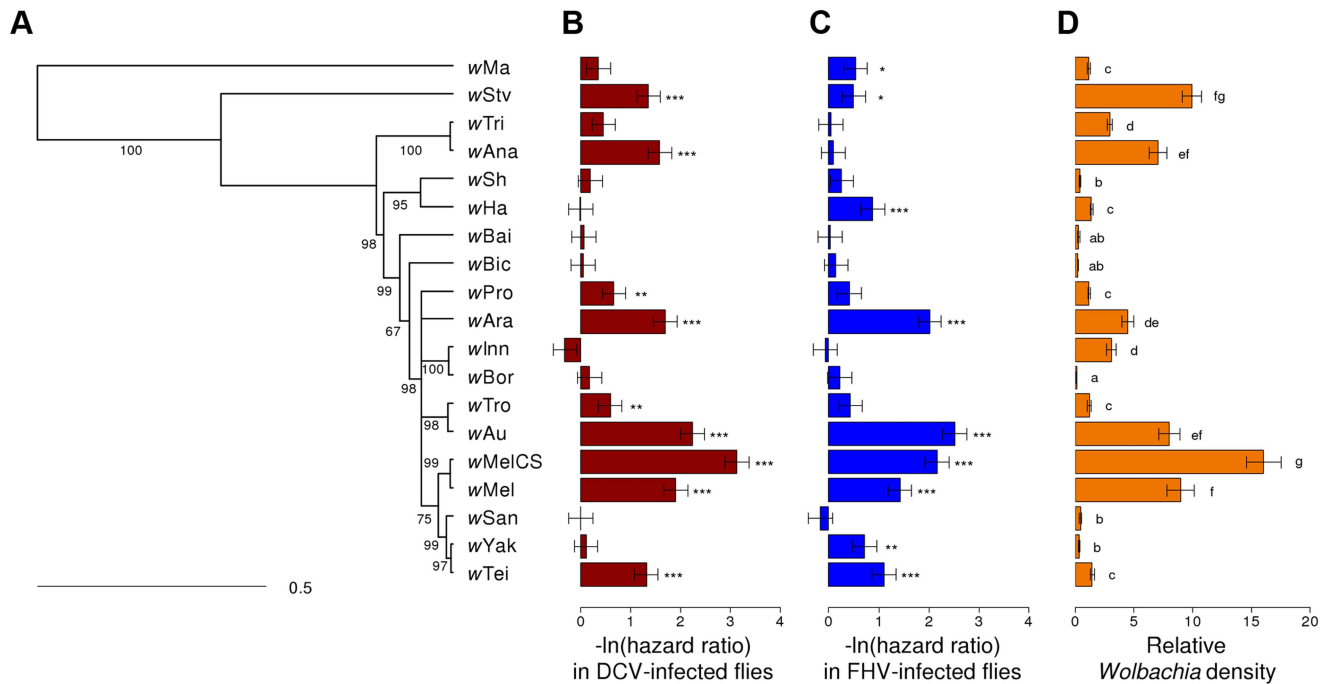 A B C D
wMa * c
wStv *** * fg
wTri d
100 100
wAna *** ef
wSh b
95
wHa *** c
wBai ab
98
wBic ab
99
wPro ** c
wAra *** *** de
67
wInn d
100
wBor a
98
wTro ** c
98
wAu *** *** ef
wMelCS *** *** g
99
wMel *** *** f
wSan b
75
wYak ** b
99
97
wTei *** *** c
0.5
0 1 2 3 4 0 1 2 3 4 0 5 10 15 20
-ln(hazard ratio) -ln(hazard ratio) Relative
in DCV-infected flies in FHV-infected flies Wolbachia density